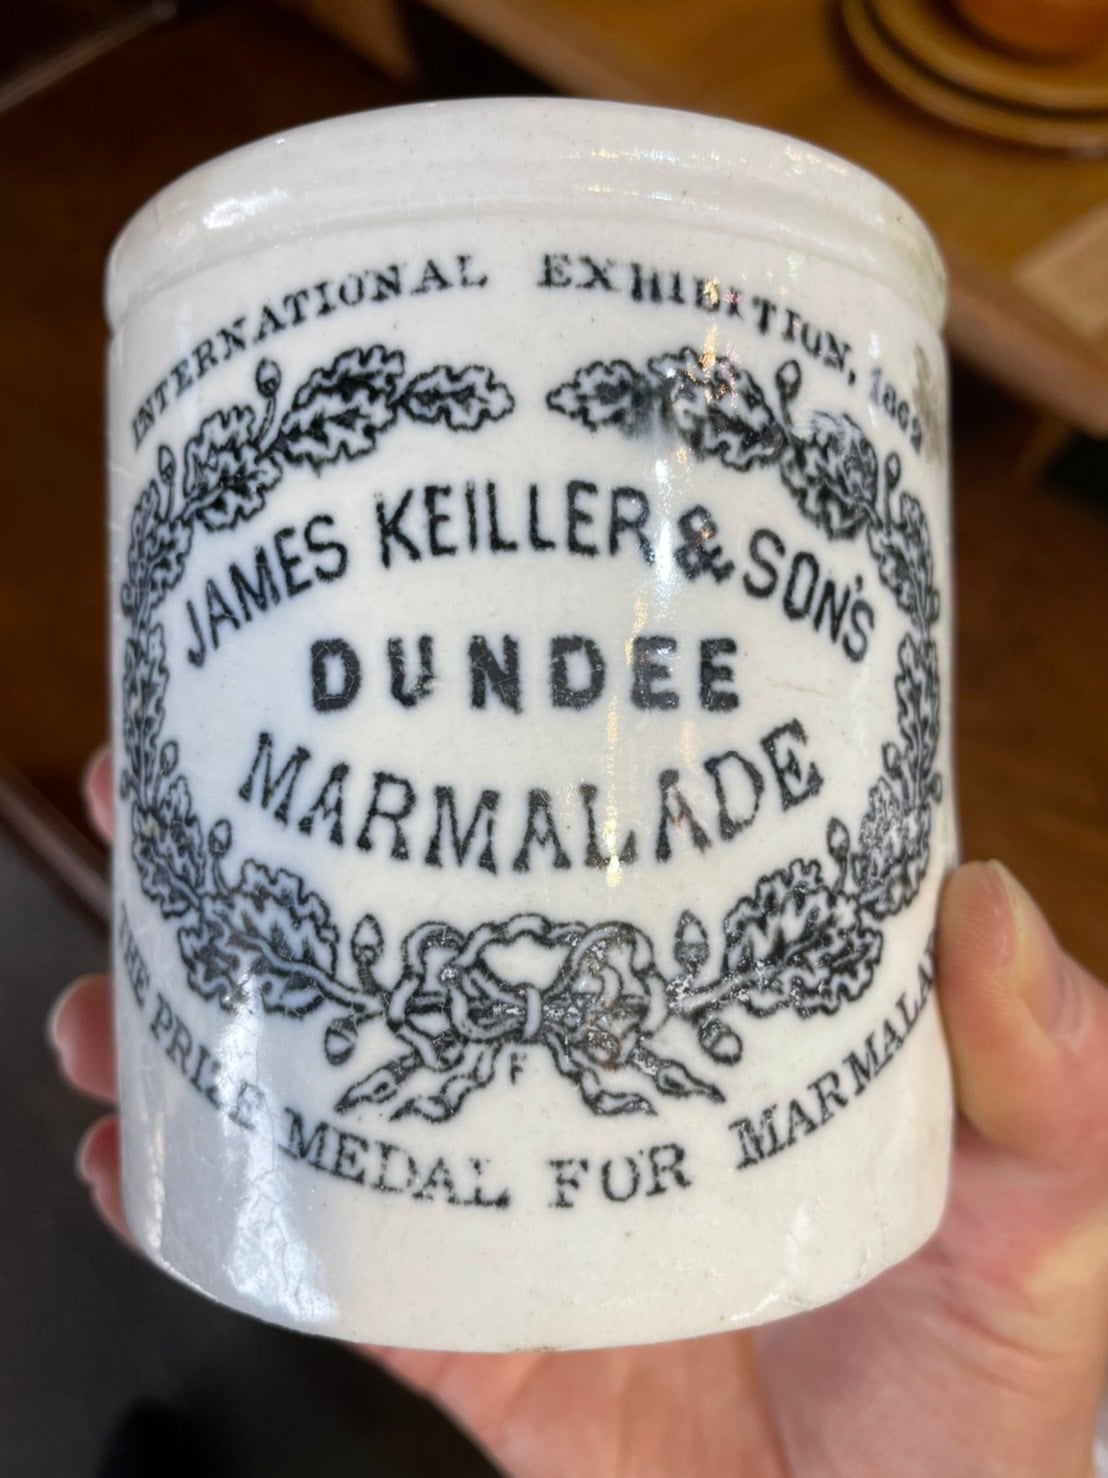 INTERNATIONAL EXHIBITION, 1862
JAMES KEILLER & SON'S
DUNDEE
MARMALADE
F
THE PRIZE MEDAL FOR MARMALADE